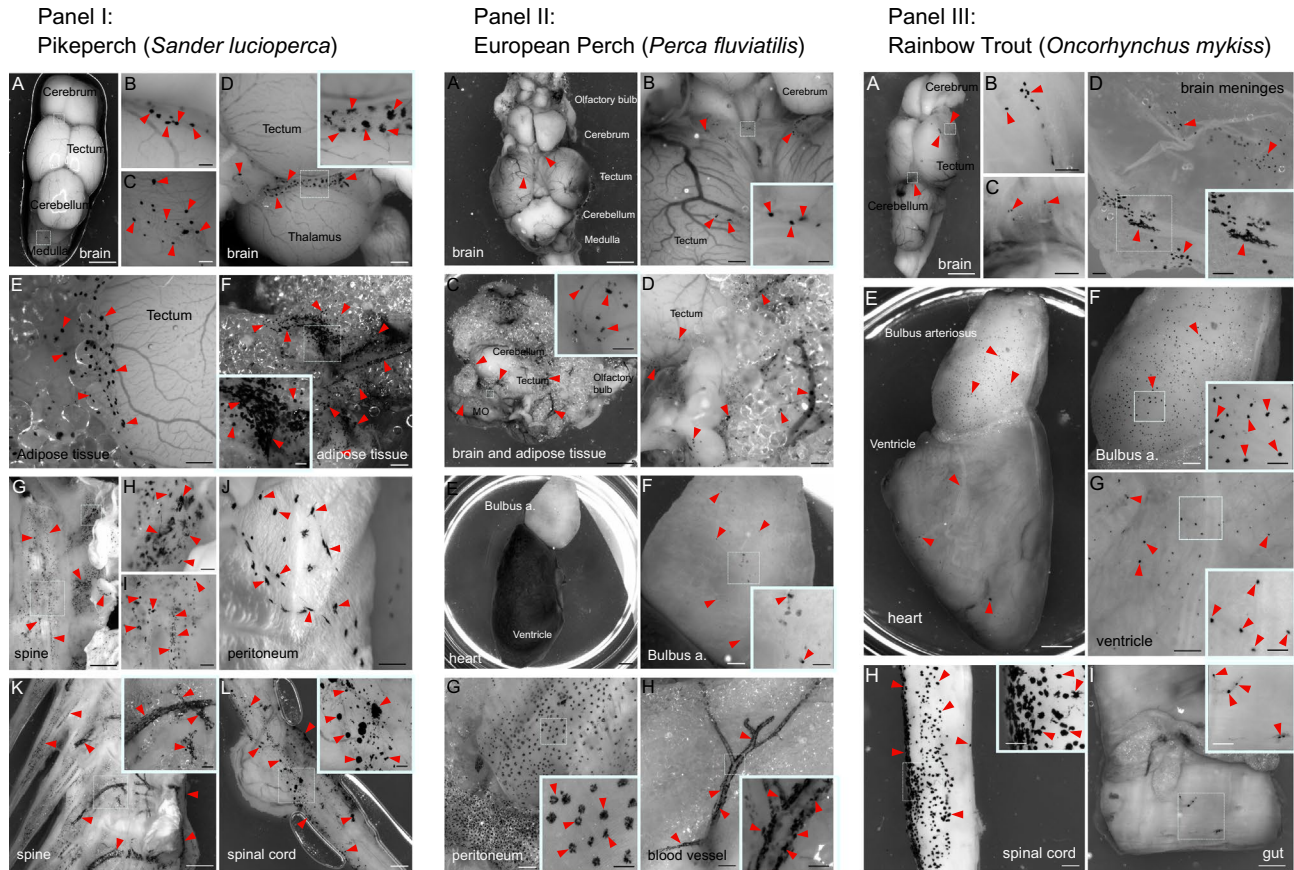 Panel I:
Pikeperch (Sander lucioperca)
A
Cerebrum
Tectum
Cerebellum
Medulla
brain
B
C
D
Tectum
Thalamus
brain
E
Tectum
Adipose tissue
F
adipose tissue
G
spine
H
I
J
peritoneum
K
spine
L
spinal cord
Panel II:
European Perch (Perca fluviatilis)
A
Olfactory bulb
Cerebrum
Tectum
Cerebellum
Medulla
brain
B
Cerebrum
Tectum
C
Cerebellum
Tectum
Olfactory
bulb
MO
brain and adipose tissue
D
Tectum
E
Bulbus a.
Ventricle
heart
F
Bulbus a.
G
peritoneum
H
blood vessel
Panel III:
Rainbow Trout (Oncorhynchus mykiss)
A
Cerebrum
Tectum
Cerebellum
brain
B
C
D
brain meninges
E
Bulbus arteriosus
Ventricle
heart
F
Bulbus a.
G
ventricle
H
spinal cord
I
gut